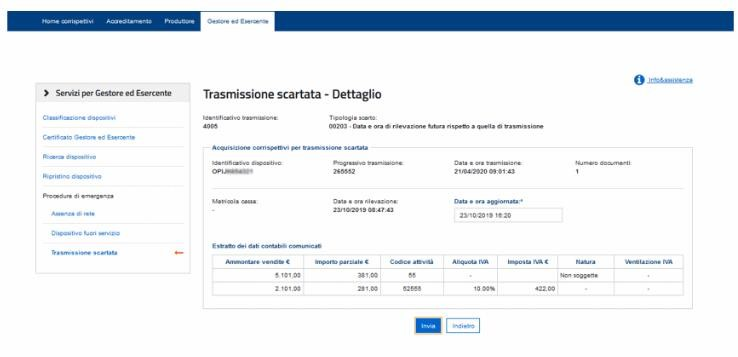 Home corrispettivi Accreditamento Produttore Gestore ed Esercente
Info&assistenza
Servizi per Gestore ed Esercente
Classificazione dispositivi
Certificato Gestore ed Esercente
Ricerca dispositivo
Ripristino dispositivo
Procedure di emergenza
Assenza di rete
Dispositivo fuori servizio
Trasmissione scartata
Trasmissione scartata - Dettaglio
Identificativo trasmissione: Tipologia scarto:
4005 00203 - Data e ora di rilevazione futura rispetto a quella di trasmissione
Acquisizione corrispettivi per trasmissione scartata
Identificativo dispositivo: Progressivo trasmissione: Data e ora trasmissione: Numero documenti:
265552 21/04/2020 09:01:43 1
Matricola cassa: Data e ora rilevazione: Data e ora aggiornata:*
- 23/10/2019 08:47:43 23/10/2019 16:20
Estratto dei dati contabili comunicati
Ammontare vendite € Importo parziale € Codice attività Aliquota IVA Imposta IVA € Natura Ventilazione IVA
5.101,00 381,00 55 - Non soggette -
2.101,00 281,00 52555 10.00% 422,00 - -
Invia Indietro